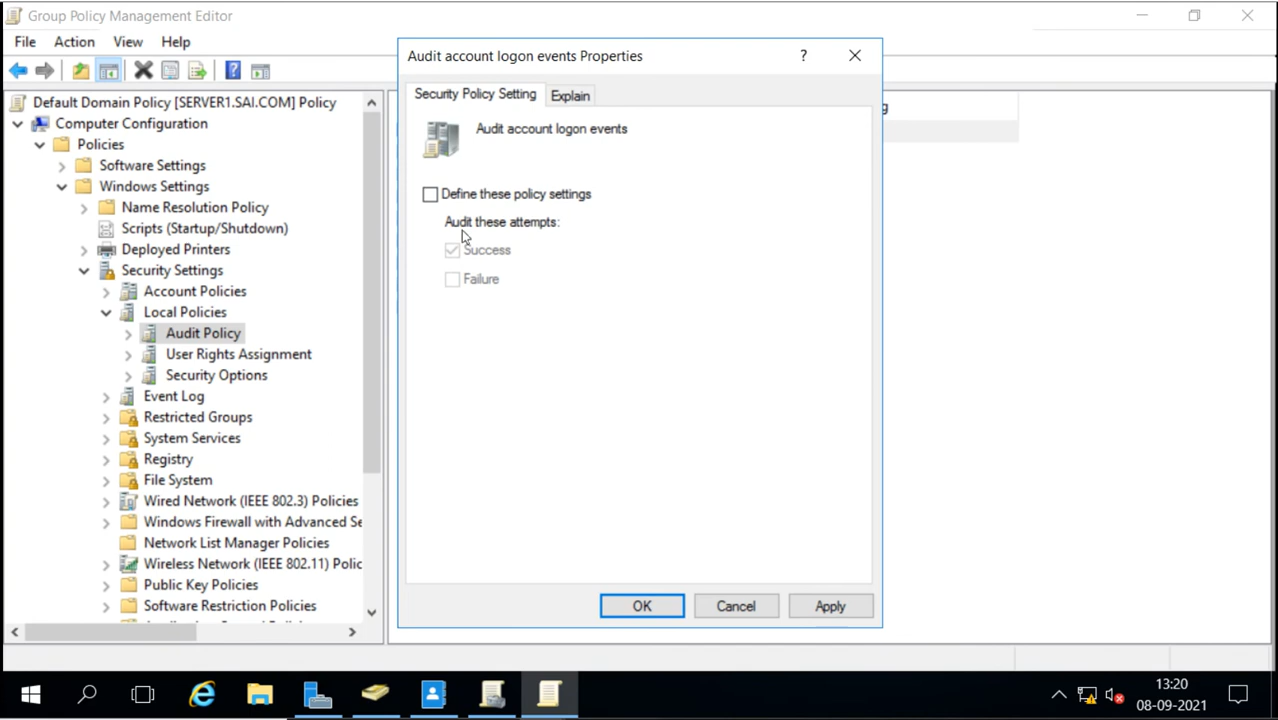 Group Policy Management Editor
File Action View Help
Default Domain Policy [SERVER1.SAI.COM] Policy
Computer Configuration
Policies
Software Settings
Windows Settings
Name Resolution Policy
Scripts (Startup/Shutdown)
Deployed Printers
Security Settings
Account Policies
Local Policies
Audit Policy
User Rights Assignment
Security Options
Event Log
Restricted Groups
System Services
Registry
File System
Wired Network (IEEE 802.3) Policies
Windows Firewall with Advanced Se
Network List Manager Policies
Wireless Network (IEEE 802.11) Polic
Public Key Policies
Software Restriction Policies
Audit account logon events Properties
?
Security Policy Setting Explain
Audit account logon events
Define these policy settings
Audit these attempts:
Success
Failure
OK Cancel Apply
g
13:20
08-09-2021